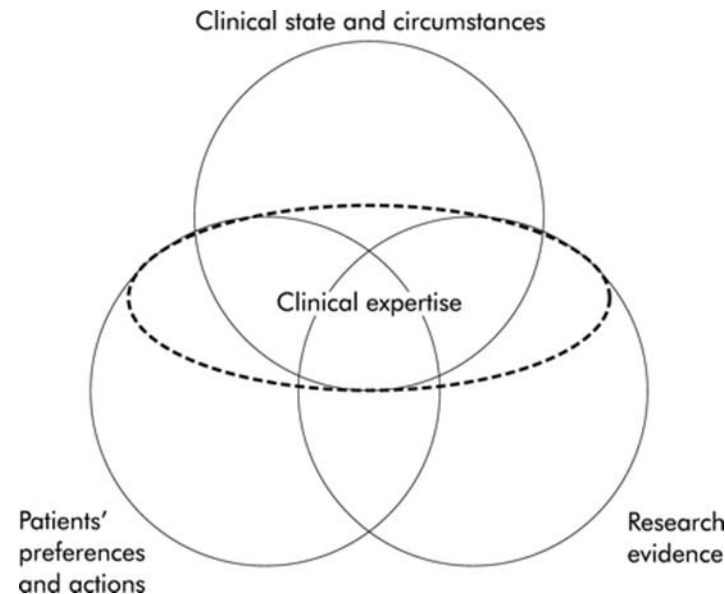 Clinical state and circumstances
Clinical expertise
Patients’
preferences
and actions
Research
evidence